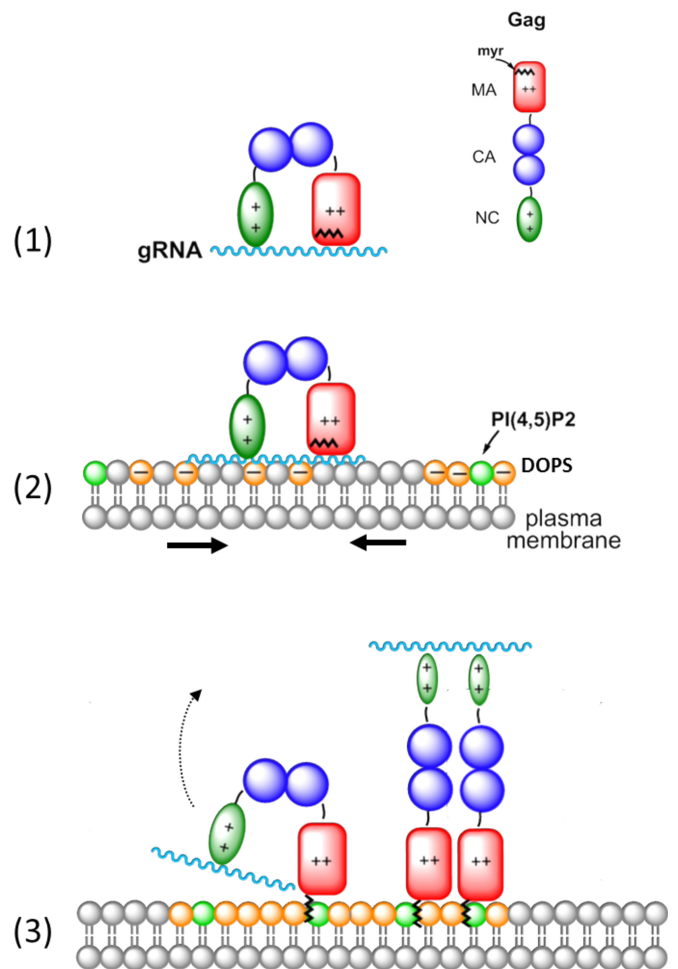 Gag
myr
MA
++
CA
NC
+
+
(1)
gRNA
+
+
++
(2)
+
+
++
PI(4,5)P2
DOPS
− − − − − − −
plasma
membrane
(3)
+
+
+
+
+
+
++
++
++